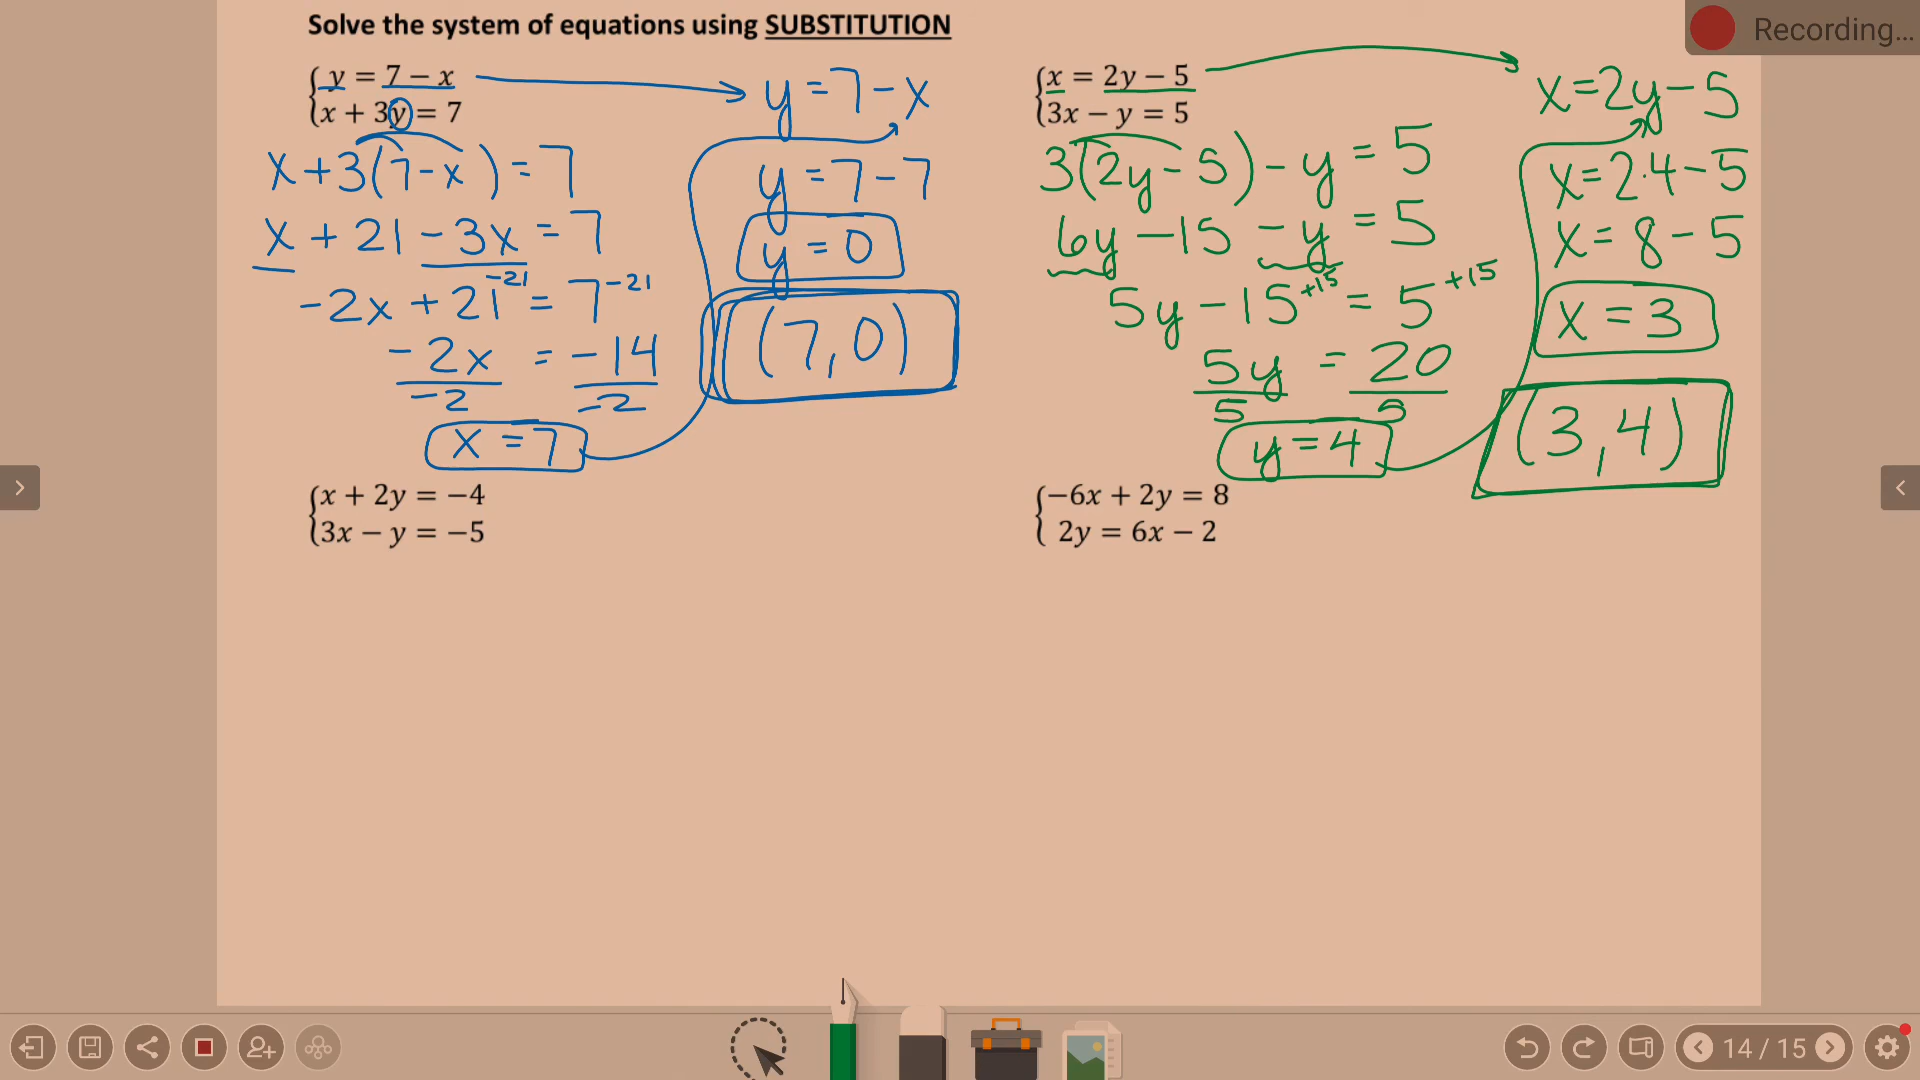 Solve the system of equations using SUBSTITUTION
Recording...
y = 7 − x
x + 3y = 7
y = 7 - x
x + 3(7 - x) = 7
x + 21 - 3x = 7
-2x + 21 -21 = 7 -21
-2x = -14
-2 -2
x = 7
y = 7 - 7
y = 0
(7, 0)
x = 2y − 5
3x − y = 5
x = 2y - 5
3(2y - 5) - y = 5
6y - 15 - y = 5
5y - 15 +15 = 5 +15
5y = 20
5 5
y = 4
x = 2·4 - 5
x = 8 - 5
x = 3
(3, 4)
x + 2y = −4
3x − y = −5
−6x + 2y = 8
2y = 6x − 2
14 / 15